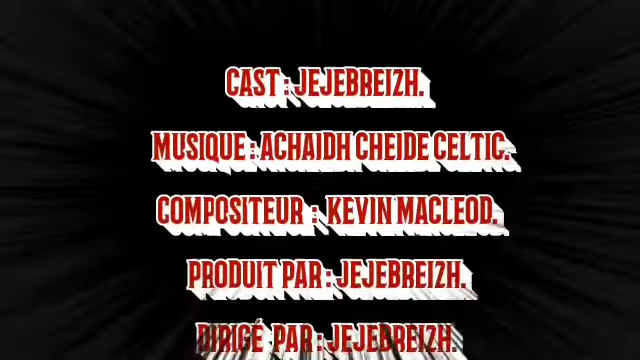 CAST : JEJEBREIZH.
MUSIQUE : ACHAIDH CHEIDE CELTIC.
COMPOSITEUR : KEVIN MACLEOD.
PRODUIT PAR : JEJEBREIZH.
DIRIGÉ PAR : JEJEBREIZH.